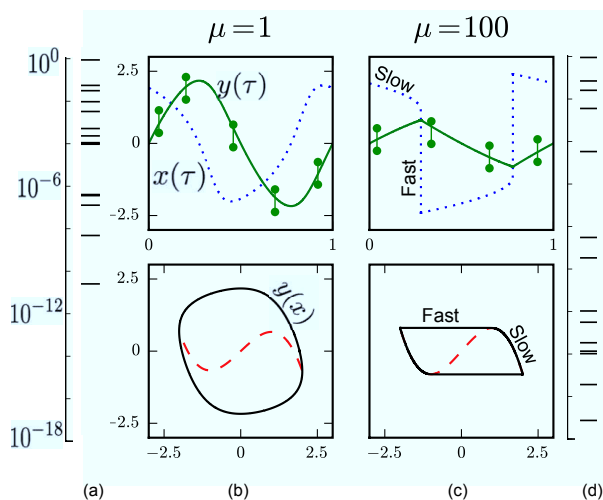 μ = 1
μ = 100
10^0
10^-6
10^-12
10^-18
2.5
0
−2.5
y(τ)
x(τ)
0
1
Slow
Fast
0
1
2.5
0
−2.5
y(x)
−2.5
0
2.5
Fast
Slow
−2.5
0
2.5
(a)
(b)
(c)
(d)